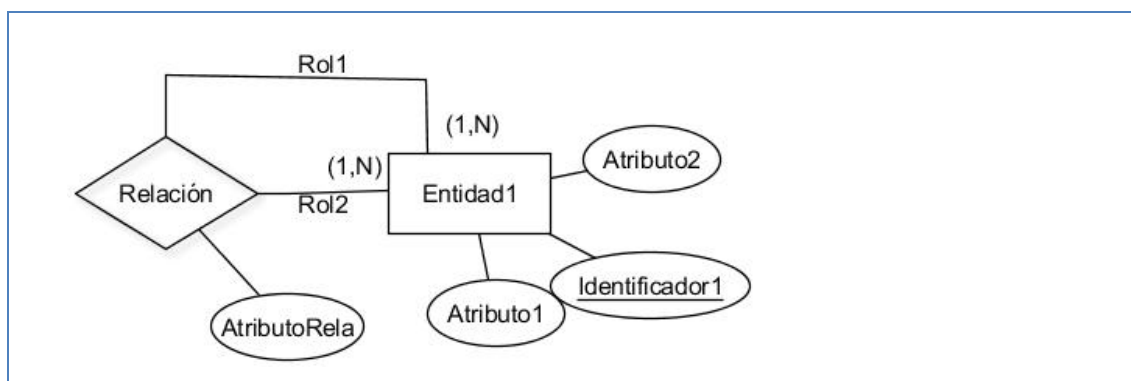 Rol1
(1,N)
(1,N)
Atributo2
Relación
Entidad1
Rol2
Identificador1
Atributo1
AtributoRela